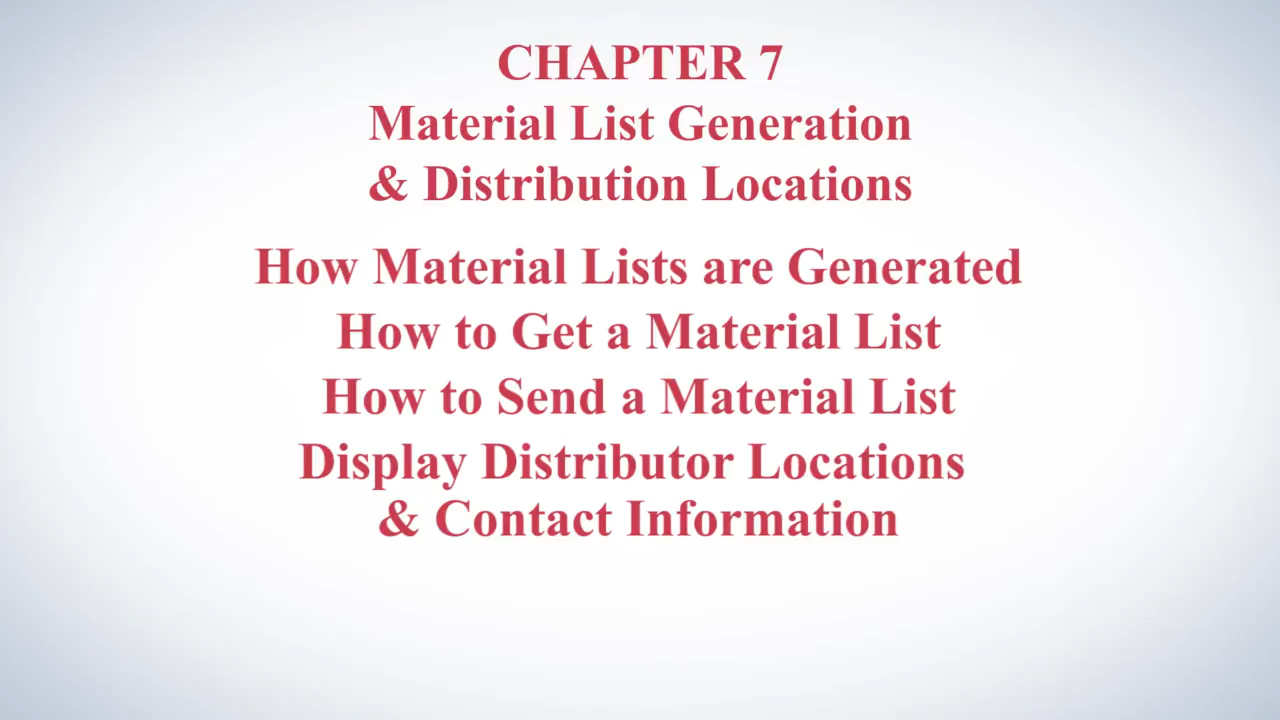 CHAPTER 7
Material List Generation
& Distribution Locations
How Material Lists are Generated
How to Get a Material List
How to Send a Material List
Display Distributor Locations
& Contact Information